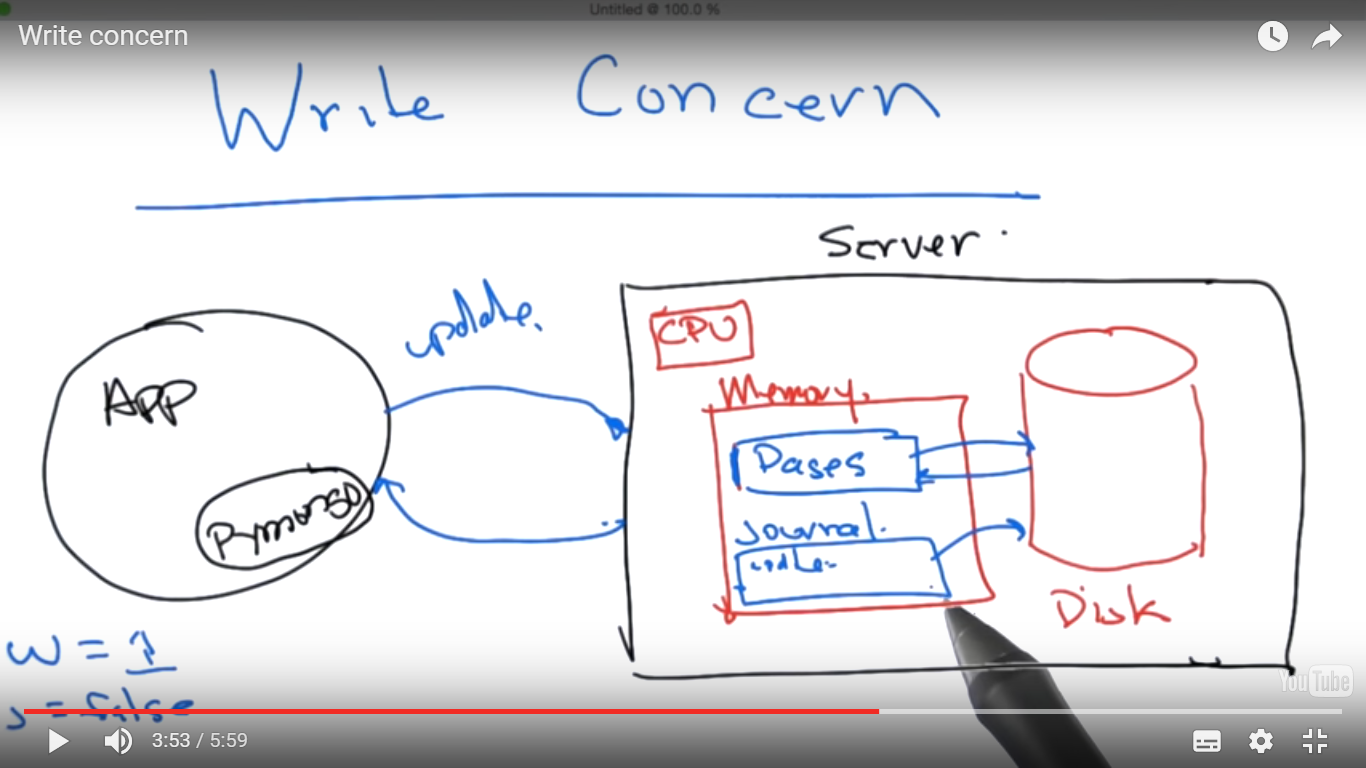 Untitled @ 100.0 %
Write concern
Write Concern
Server
update.
CPU
Memory.
APP
Pages
Pymongo
Journal.
update
Disk
w = 1
j = false
YouTube
3:53 / 5:59